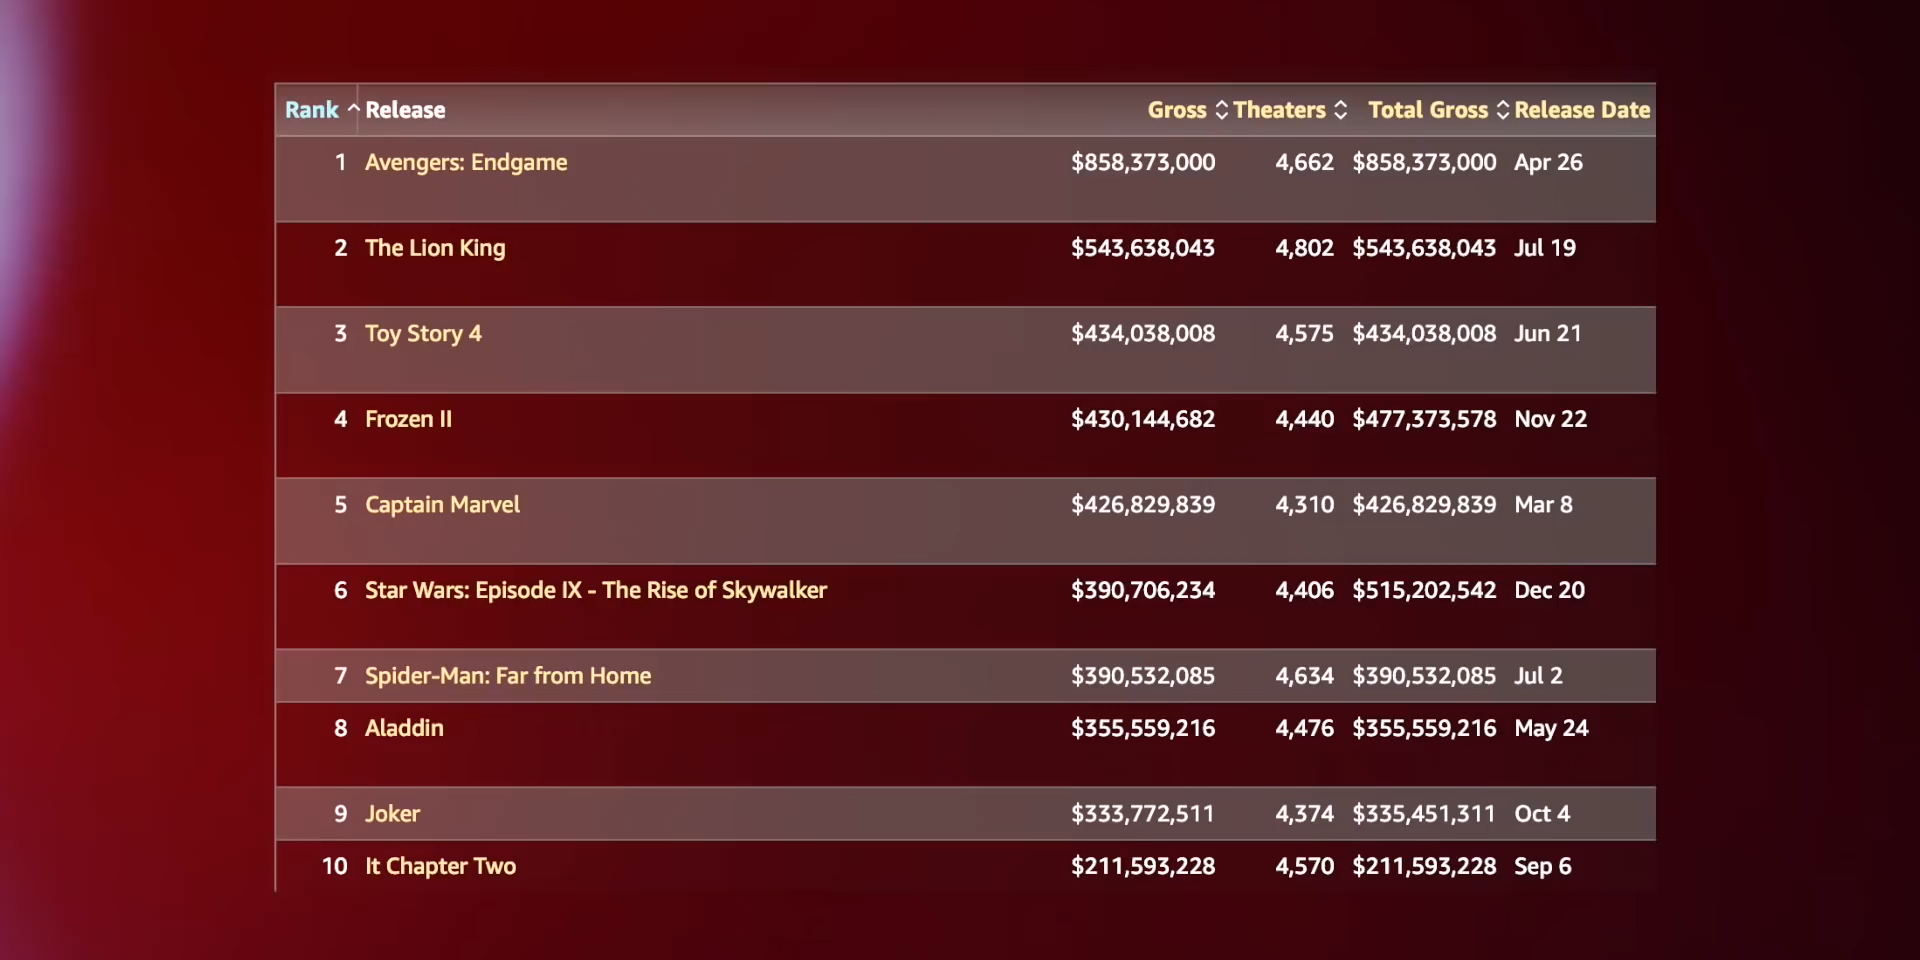 Rank Release Gross Theaters Total Gross Release Date
1 Avengers: Endgame $858,373,000 4,662 $858,373,000 Apr 26
2 The Lion King $543,638,043 4,802 $543,638,043 Jul 19
3 Toy Story 4 $434,038,008 4,575 $434,038,008 Jun 21
4 Frozen II $430,144,682 4,440 $477,373,578 Nov 22
5 Captain Marvel $426,829,839 4,310 $426,829,839 Mar 8
6 Star Wars: Episode IX - The Rise of Skywalker $390,706,234 4,406 $515,202,542 Dec 20
7 Spider-Man: Far from Home $390,532,085 4,634 $390,532,085 Jul 2
8 Aladdin $355,559,216 4,476 $355,559,216 May 24
9 Joker $333,772,511 4,374 $335,451,311 Oct 4
10 It Chapter Two $211,593,228 4,570 $211,593,228 Sep 6